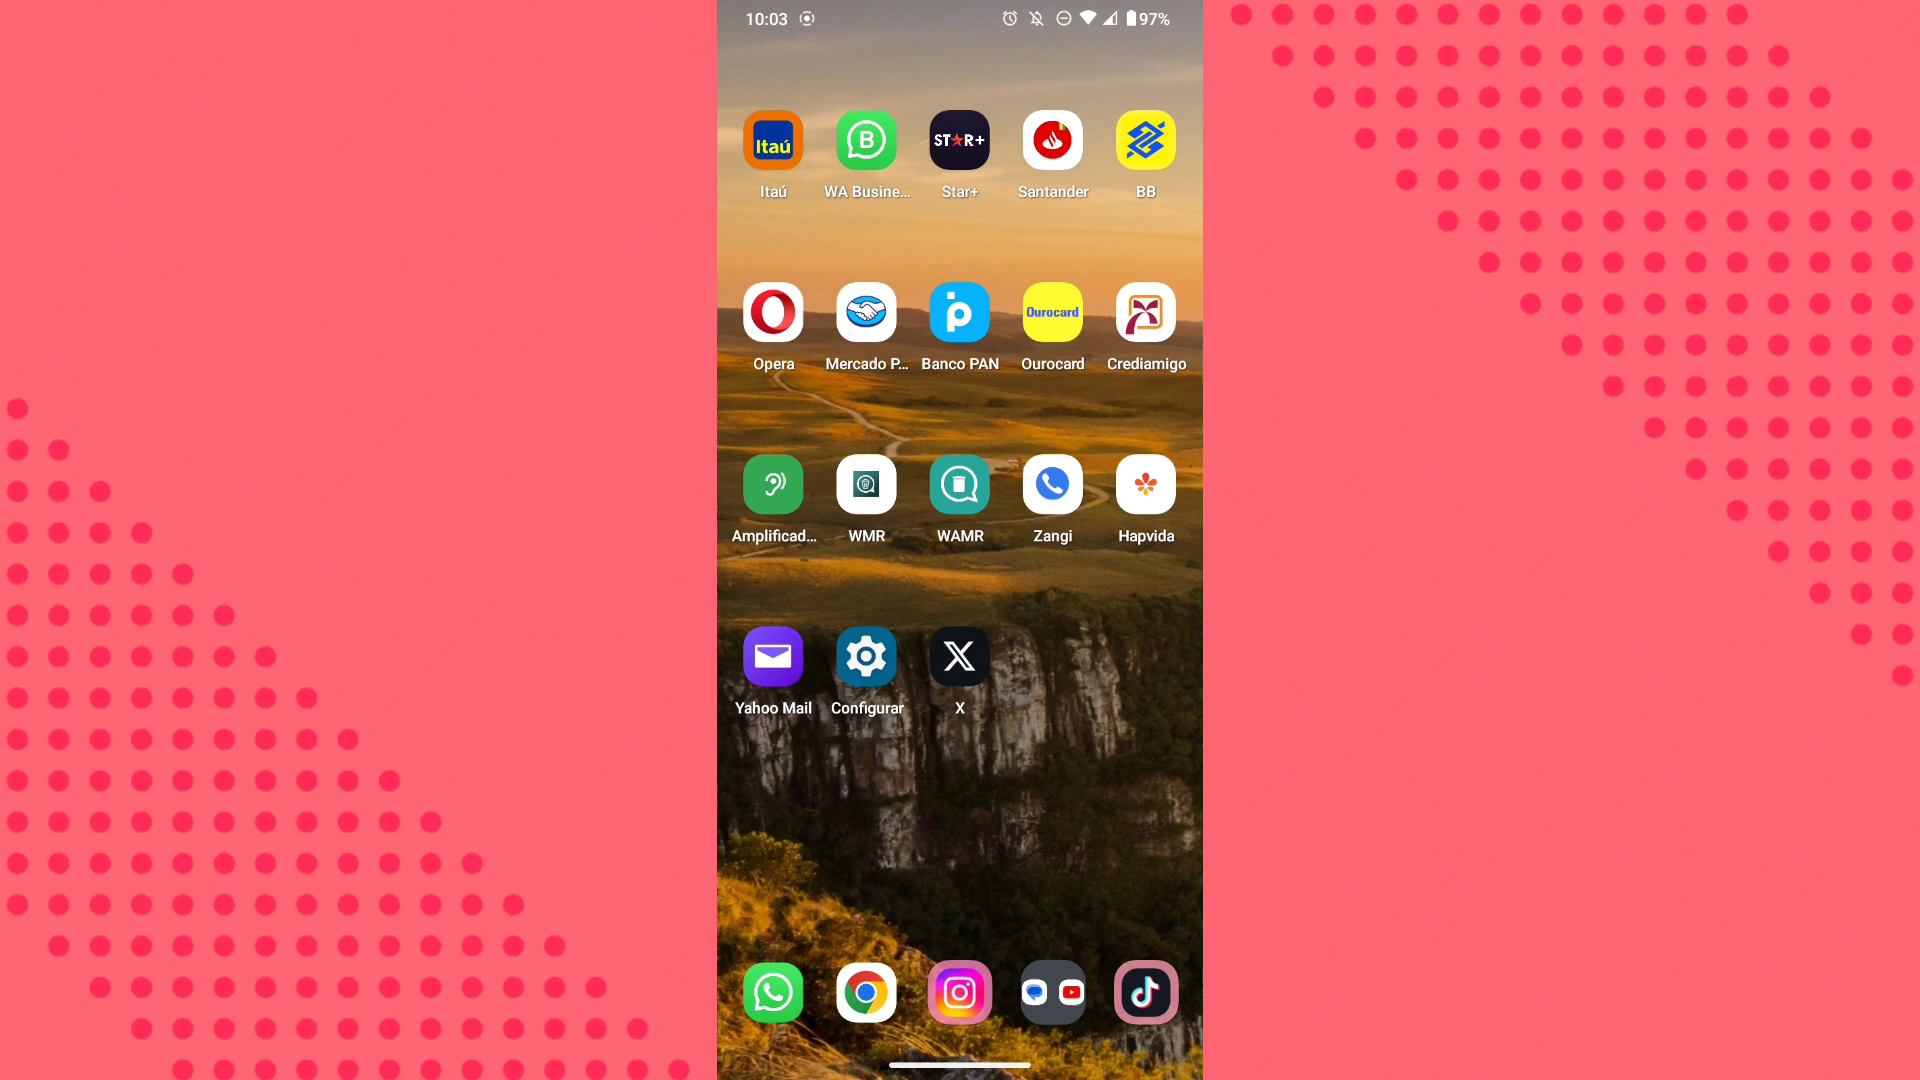 10:03
97%
Itaú
B
ST★R+
Itaú
WA Busine...
Star+
Santander
BB
Ourocard
Opera
Mercado P...
Banco PAN
Ourocard
Crediamigo
Amplificad...
WMR
WAMR
Zangi
Hapvida
Yahoo Mail
Configurar
X